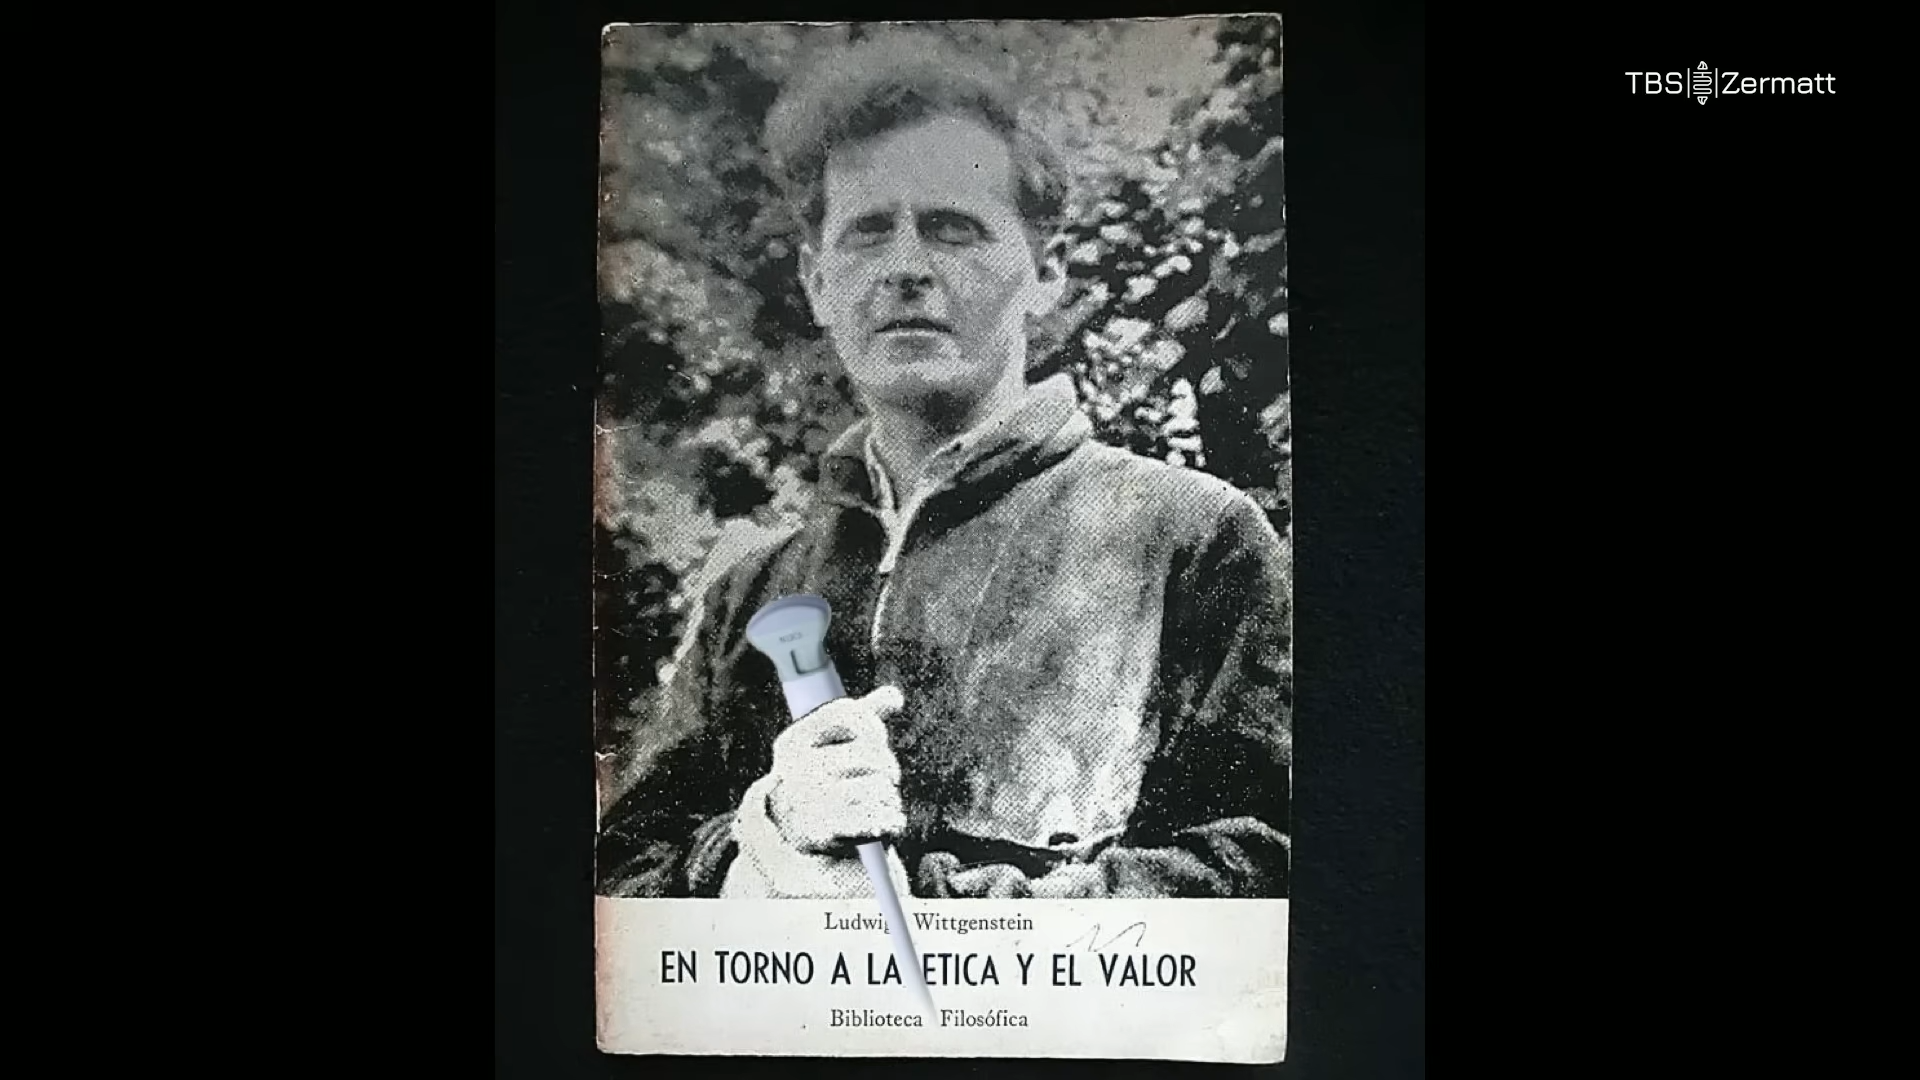 TBS Zermatt
Ludwig Wittgenstein
EN TORNO A LA ETICA Y EL VALOR
Biblioteca Filosófica